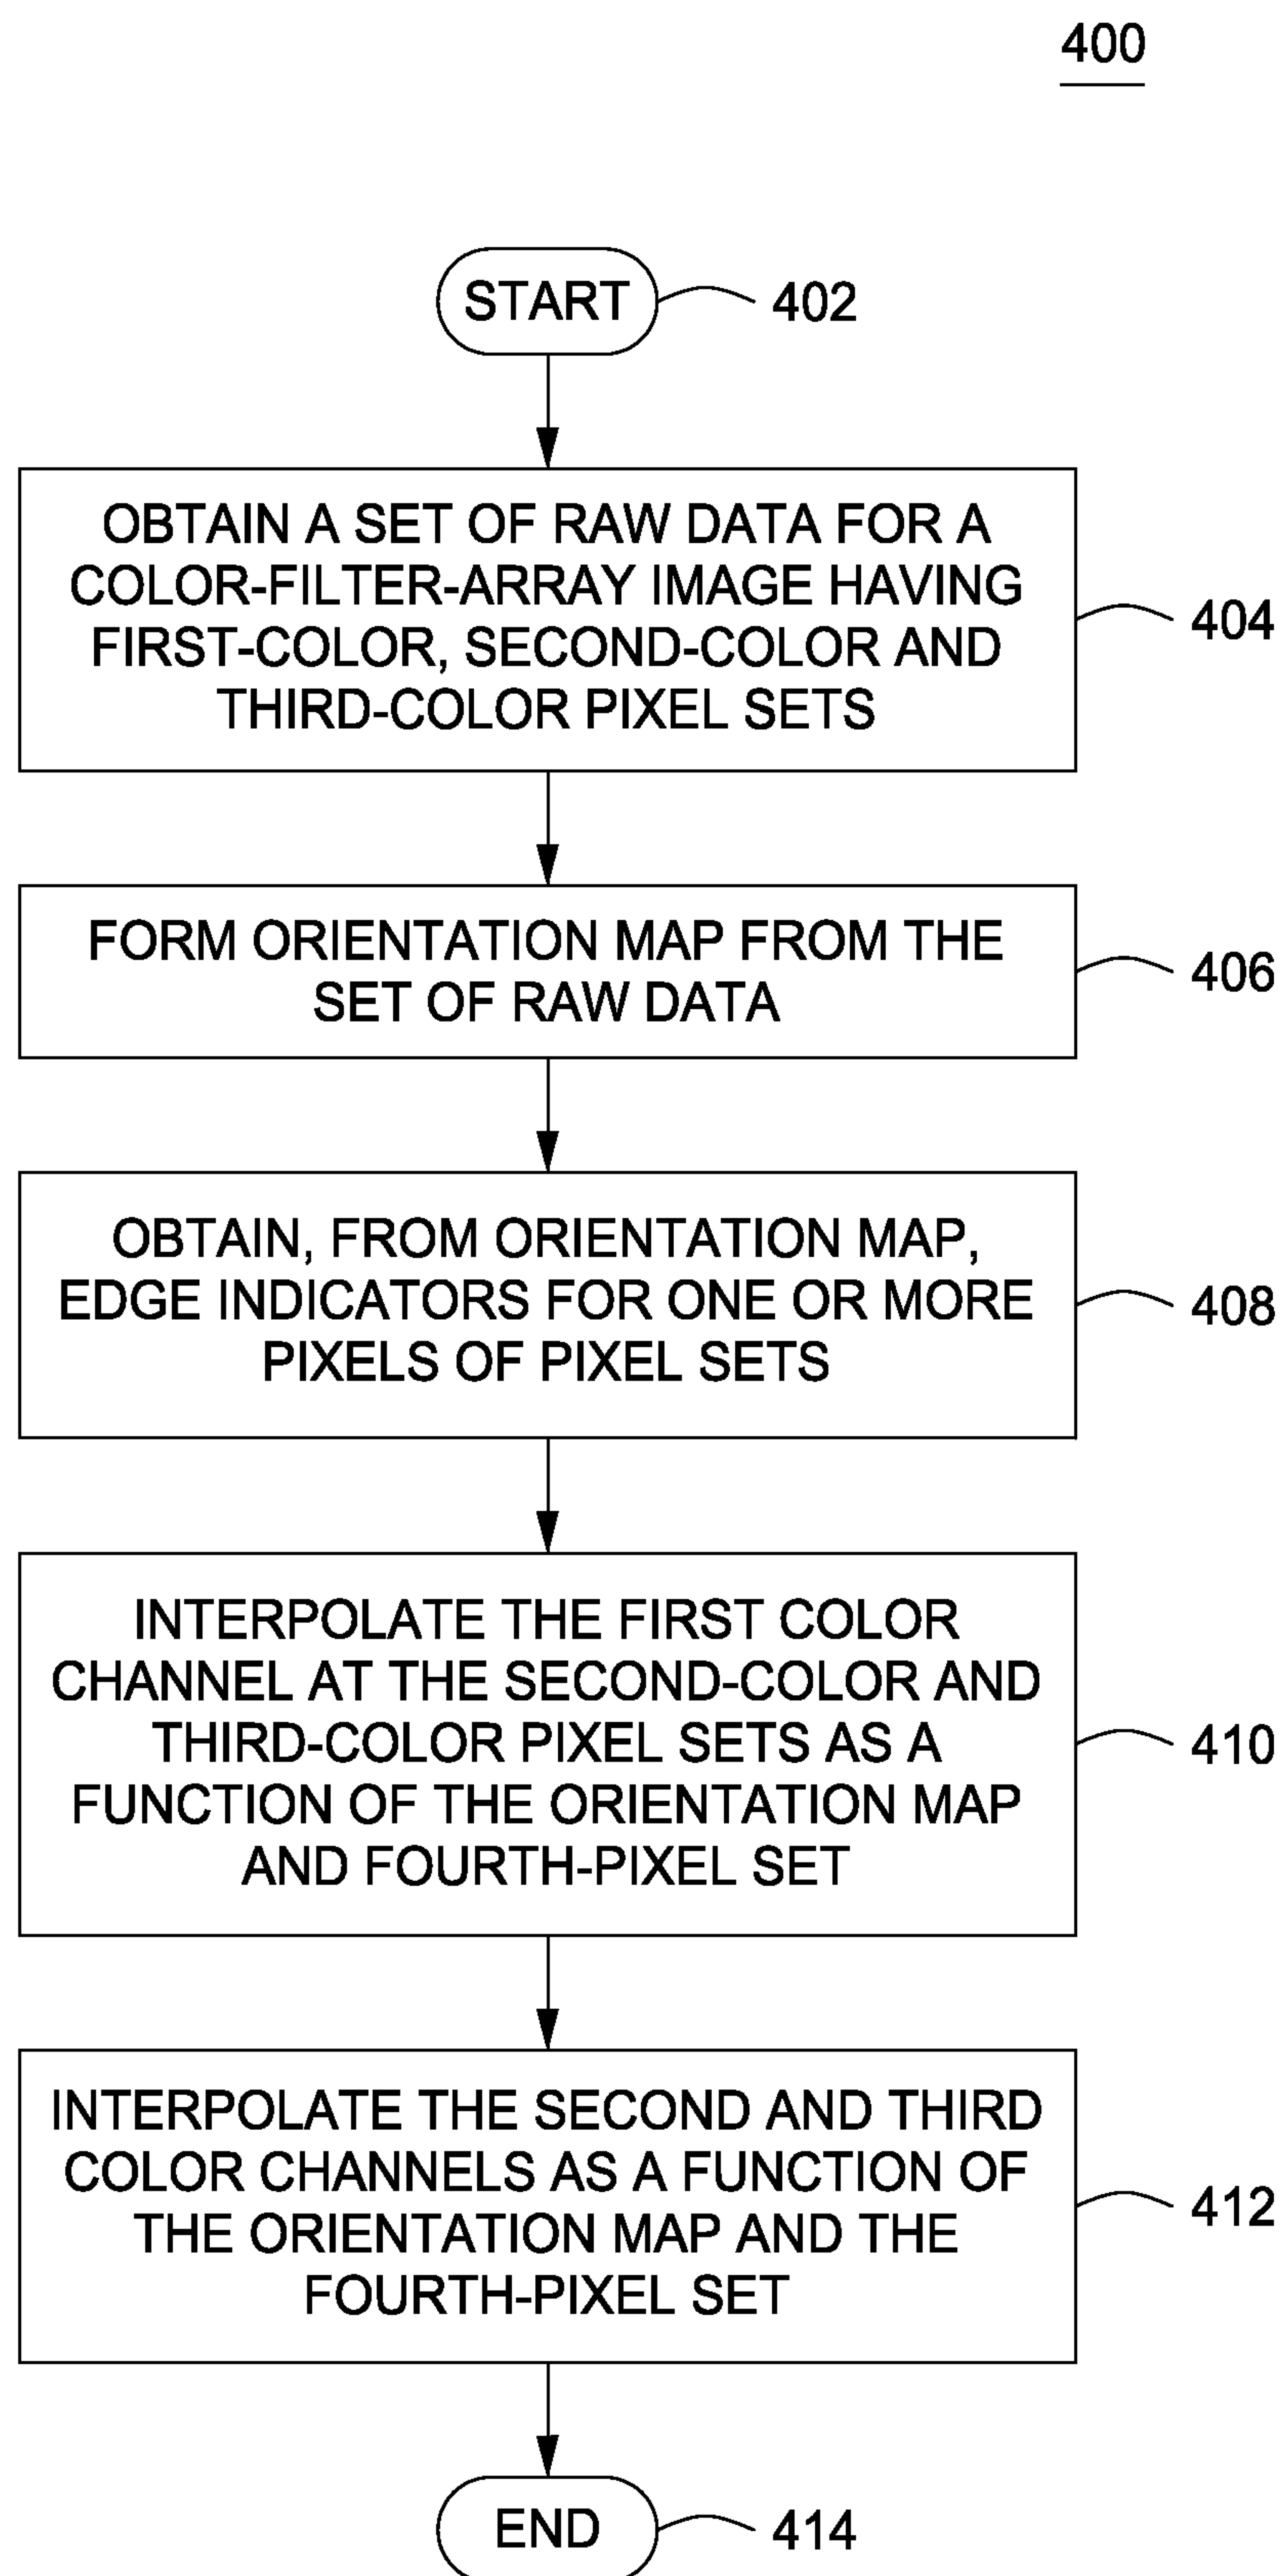 400
START
402
OBTAIN A SET OF RAW DATA FOR A
COLOR-FILTER-ARRAY IMAGE HAVING
FIRST-COLOR, SECOND-COLOR AND
THIRD-COLOR PIXEL SETS
404
FORM ORIENTATION MAP FROM THE
SET OF RAW DATA
406
OBTAIN, FROM ORIENTATION MAP,
EDGE INDICATORS FOR ONE OR MORE
PIXELS OF PIXEL SETS
408
INTERPOLATE THE FIRST COLOR
CHANNEL AT THE SECOND-COLOR AND
THIRD-COLOR PIXEL SETS AS A
FUNCTION OF THE ORIENTATION MAP
AND FOURTH-PIXEL SET
410
INTERPOLATE THE SECOND AND THIRD
COLOR CHANNELS AS A FUNCTION OF
THE ORIENTATION MAP AND THE
FOURTH-PIXEL SET
412
END
414